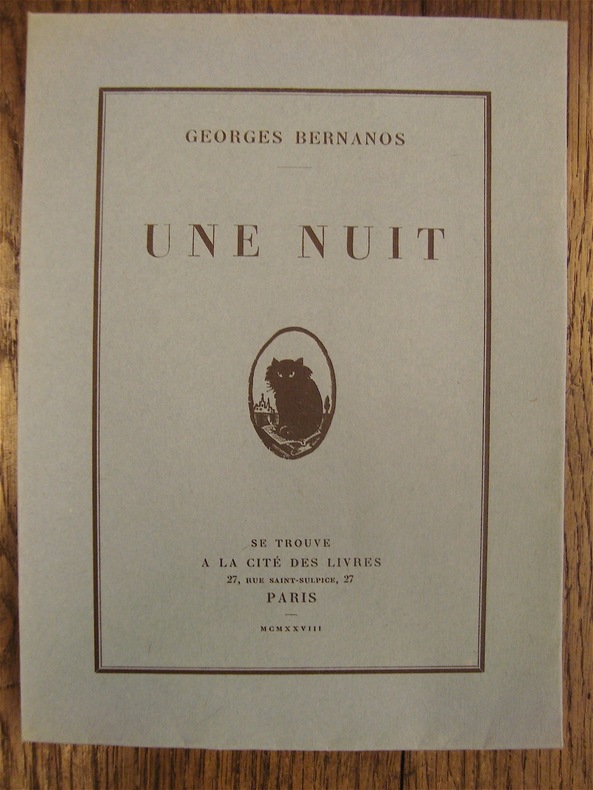 GEORGES BERNANOS
UNE NUIT
SE TROUVE
A LA CITÉ DES LIVRES
27, RUE SAINT-SULPICE, 27
PARIS
MCMXXVIII